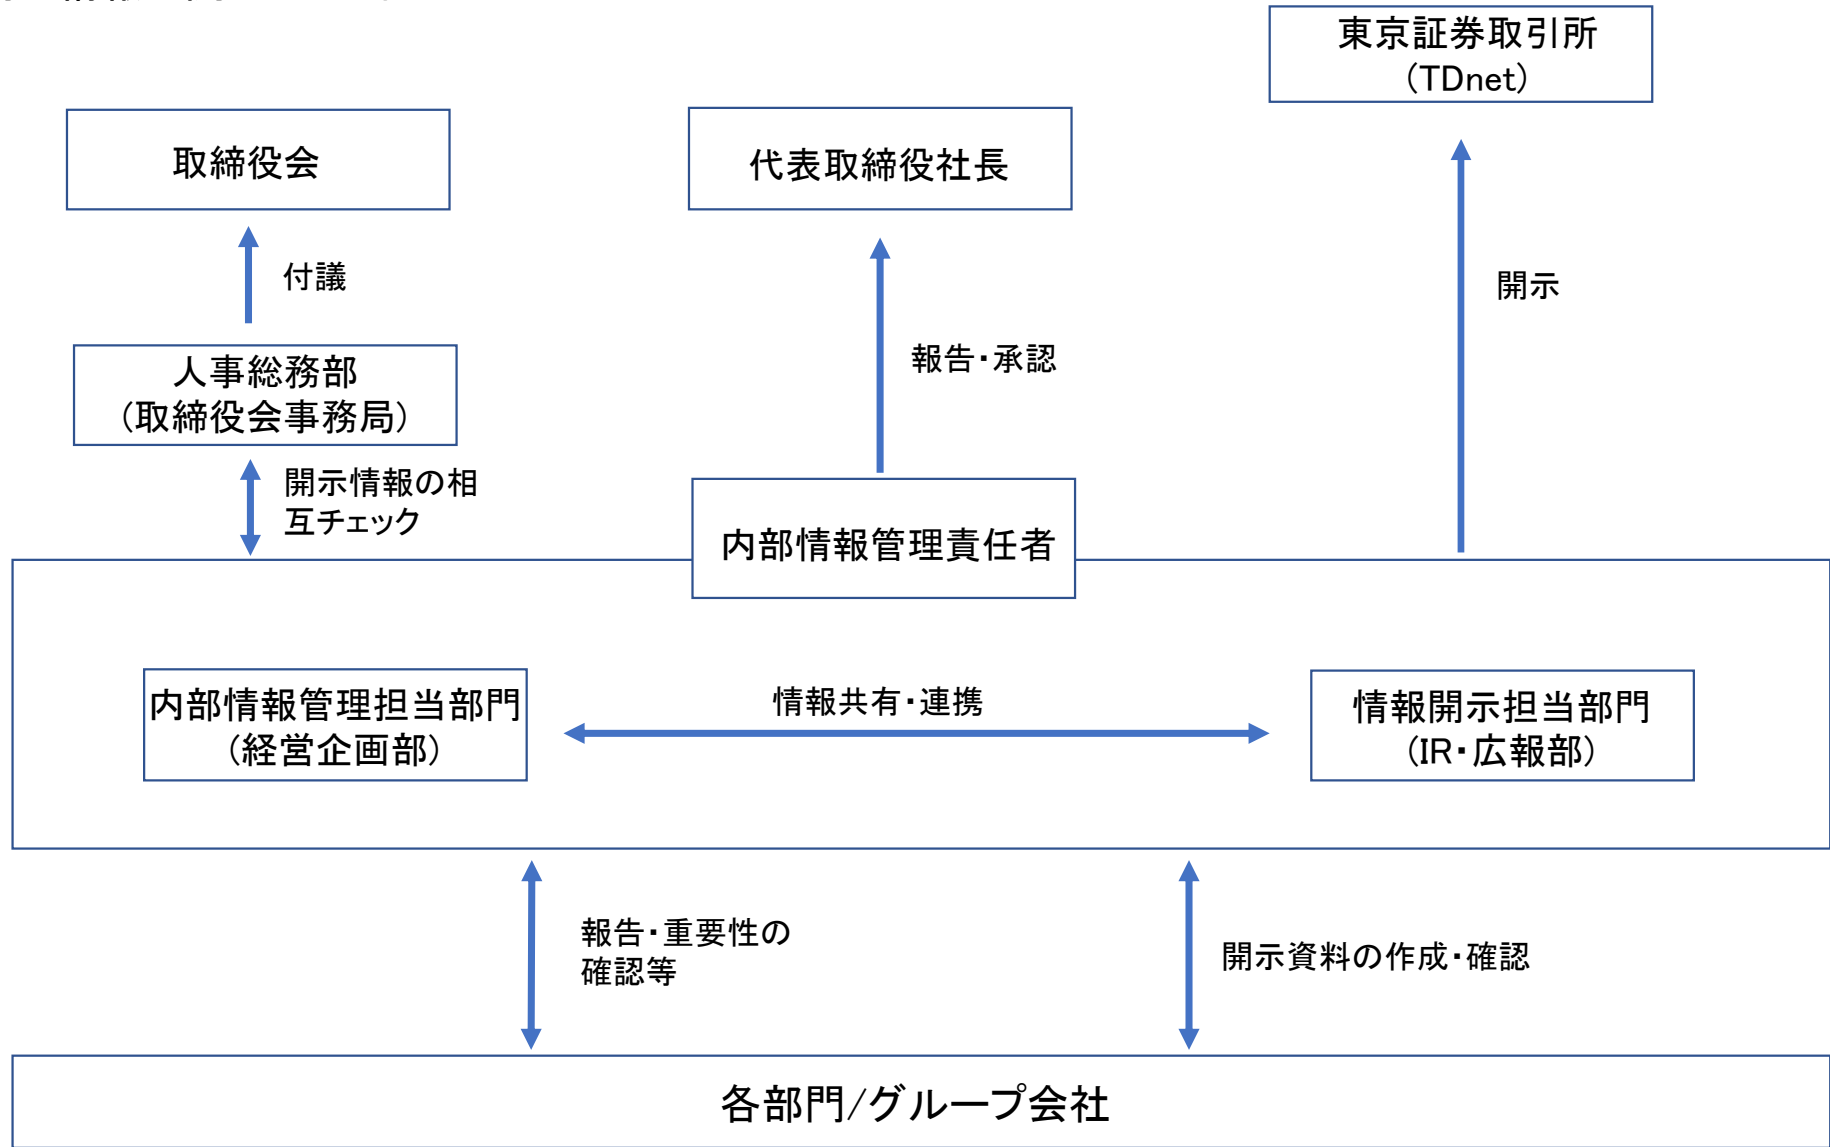 東京証券取引所
(TDnet)
取締役会
代表取締役社長
付議
開示
人事総務部
(取締役会事務局)
報告・承認
開示情報の相
互チェック
内部情報管理責任者
内部情報管理担当部門
(経営企画部)
情報共有・連携
情報開示担当部門
(IR・広報部)
報告・重要性の
確認等
開示資料の作成・確認
各部門/グループ会社